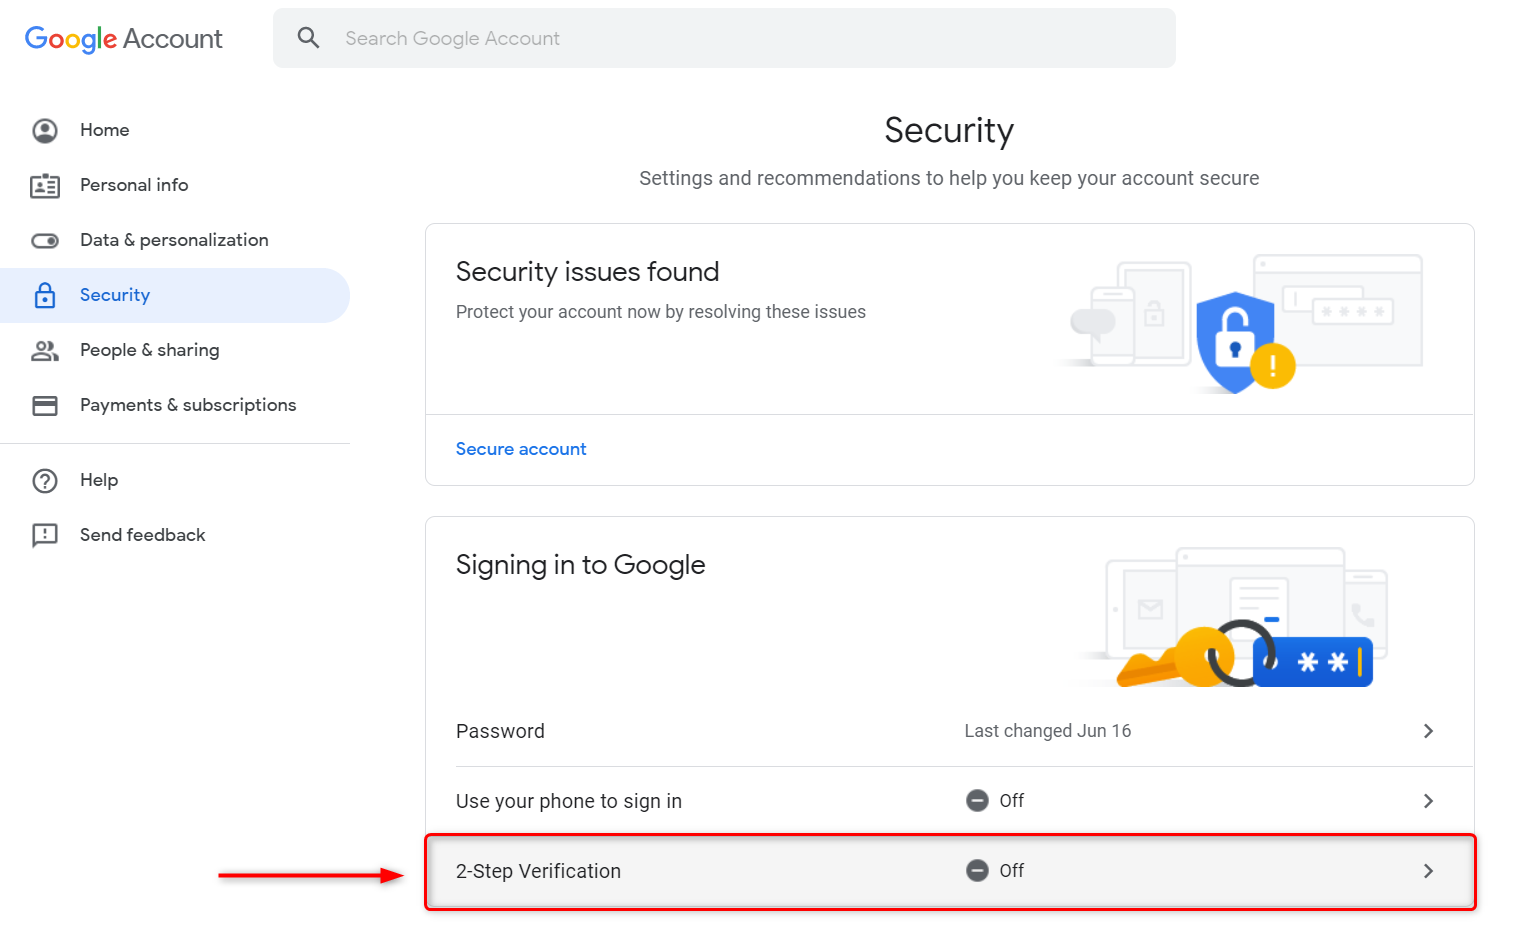 Google Account
Search Google Account
Home
Personal info
Data & personalization
Security
People & sharing
Payments & subscriptions
Help
Send feedback
Security
Settings and recommendations to help you keep your account secure
Security issues found
Protect your account now by resolving these issues
Secure account
Signing in to Google
Password Last changed Jun 16
Use your phone to sign in Off
2-Step Verification Off